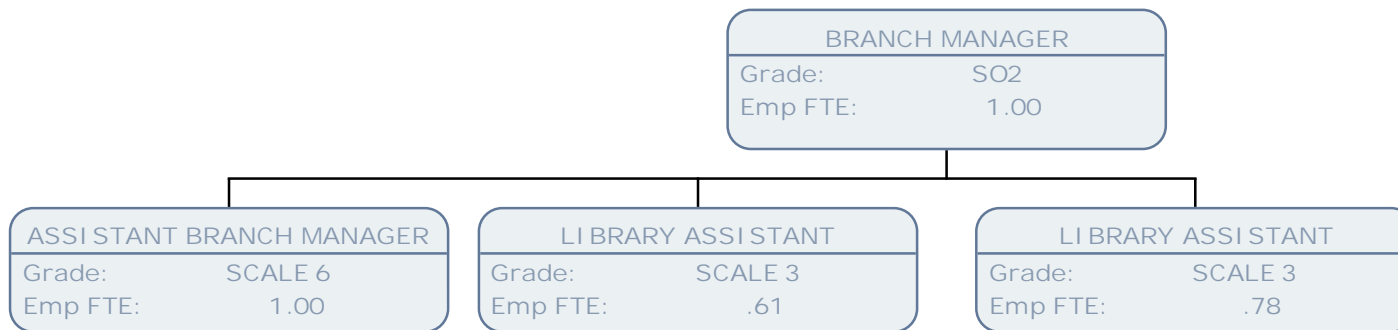 BRANCH MANAGER
Grade: SO2
Emp FTE: 1.00
ASSISTANT BRANCH MANAGER
Grade: SCALE 6
Emp FTE: 1.00
LIBRARY ASSISTANT
Grade: SCALE 3
Emp FTE: .61
LIBRARY ASSISTANT
Grade: SCALE 3
Emp FTE: .78